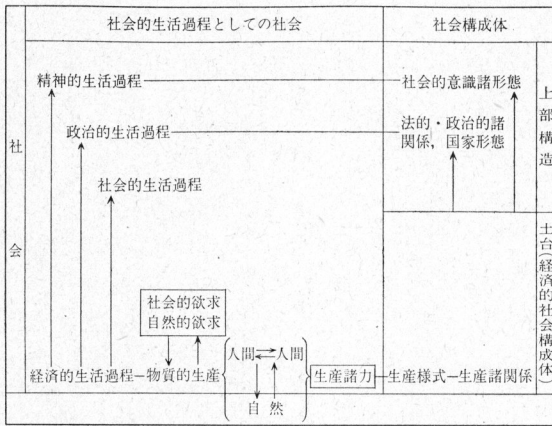 社会的生活過程としての社会
社会構成体
社会
精神的生活過程
社会的意識諸形態
政治的生活過程
法的・政治的諸
関係，国家形態
上部構造
社会的生活過程
土台（経済的社会構成体）
社会的欲求
自然的欲求
人間 人間
経済的生活過程－物質的生産
生産諸力－生産様式－生産諸関係
自然